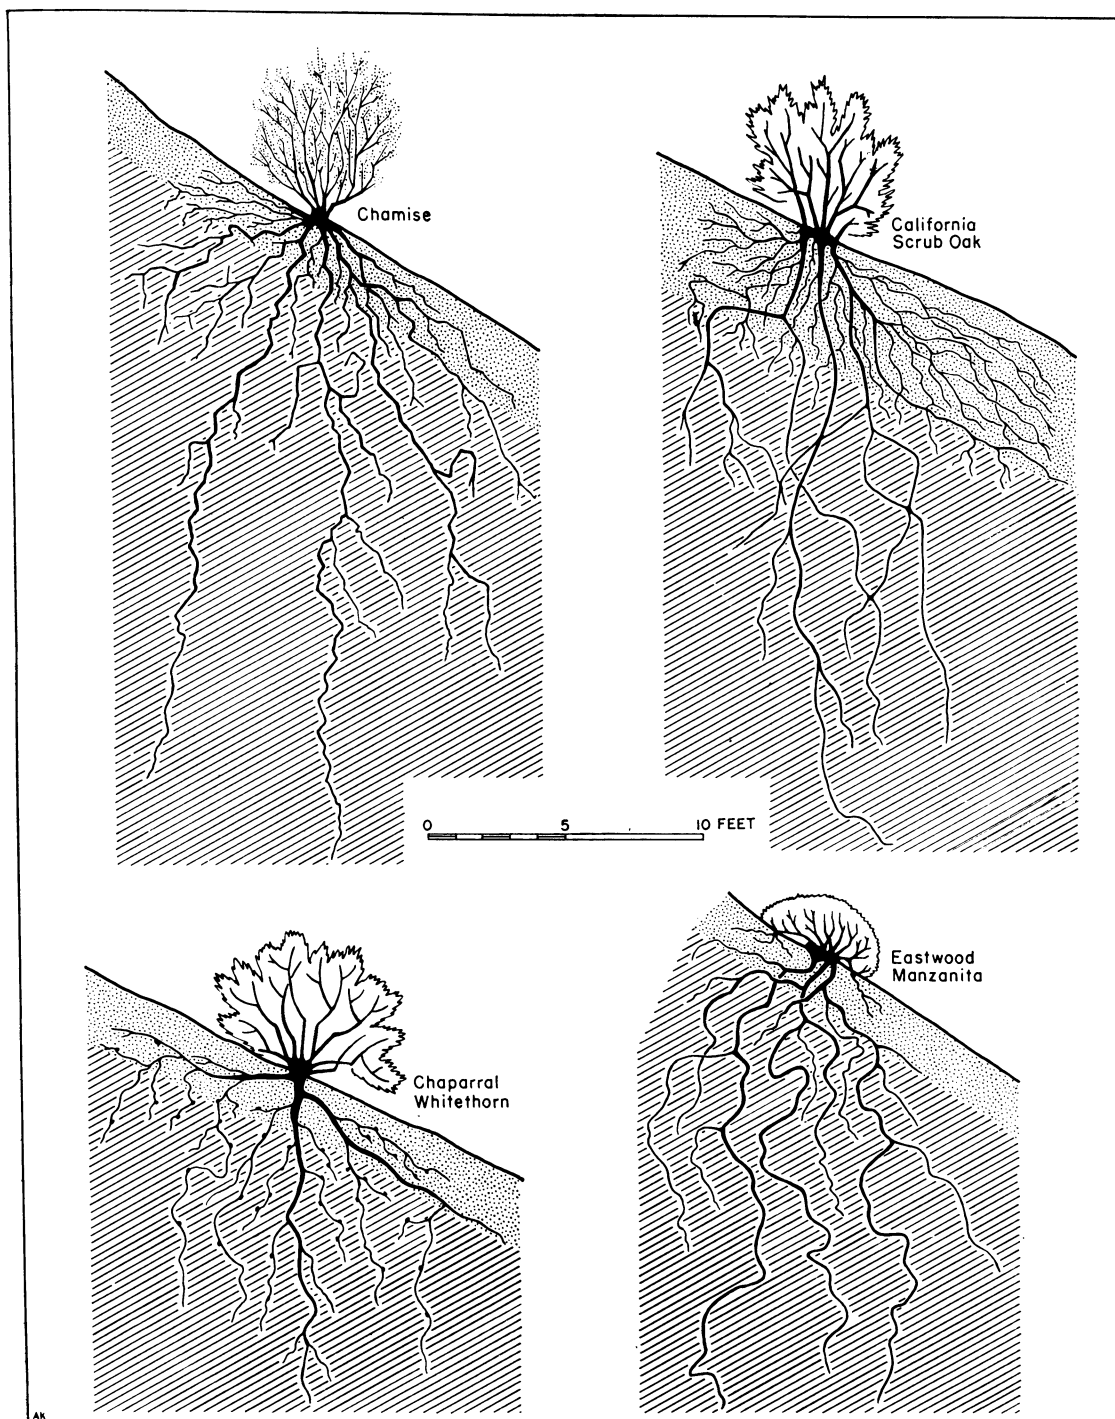 Chamise
California
Scrub Oak
0 5 10 FEET
Eastwood
Manzanita
Chaparral
Whitethorn
AK